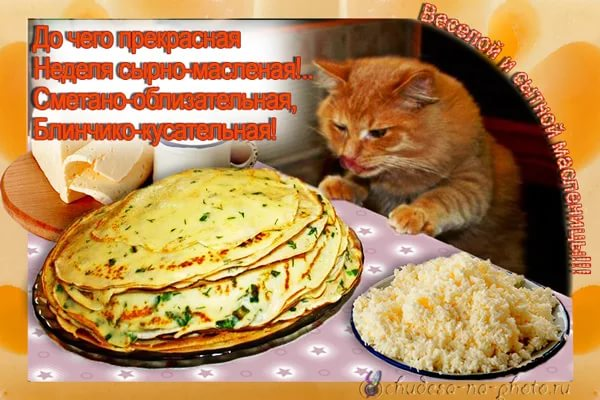 До чего прекрасная
Неделя сырно-масленая!..
Сметано-облизательная,
Блинчико-кусательная!
Веселой и сытной масленицы!!!!
chudesa-na-photo.ru